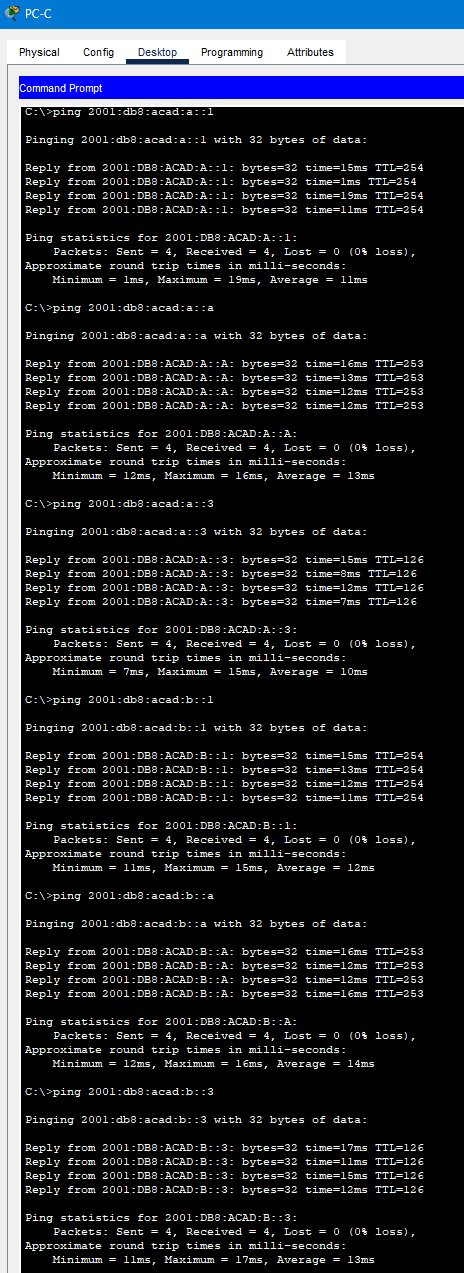 PC-C
Physical Config Desktop Programming Attributes
Command Prompt
C:\>ping 2001:db8:acad:a::1
Pinging 2001:db8:acad:a::1 with 32 bytes of data:
Reply from 2001:DB8:ACAD:A::1: bytes=32 time=15ms TTL=254
Reply from 2001:DB8:ACAD:A::1: bytes=32 time=1ms TTL=254
Reply from 2001:DB8:ACAD:A::1: bytes=32 time=19ms TTL=254
Reply from 2001:DB8:ACAD:A::1: bytes=32 time=11ms TTL=254
Ping statistics for 2001:DB8:ACAD:A::1:
Packets: Sent = 4, Received = 4, Lost = 0 (0% loss),
Approximate round trip times in milli-seconds:
Minimum = 1ms, Maximum = 19ms, Average = 11ms
C:\>ping 2001:db8:acad:a::a
Pinging 2001:db8:acad:a::a with 32 bytes of data:
Reply from 2001:DB8:ACAD:A::A: bytes=32 time=16ms TTL=253
Reply from 2001:DB8:ACAD:A::A: bytes=32 time=13ms TTL=253
Reply from 2001:DB8:ACAD:A::A: bytes=32 time=12ms TTL=253
Reply from 2001:DB8:ACAD:A::A: bytes=32 time=12ms TTL=253
Ping statistics for 2001:DB8:ACAD:A::A:
Packets: Sent = 4, Received = 4, Lost = 0 (0% loss),
Approximate round trip times in milli-seconds:
Minimum = 12ms, Maximum = 16ms, Average = 13ms
C:\>ping 2001:db8:acad:a::3
Pinging 2001:db8:acad:a::3 with 32 bytes of data:
Reply from 2001:DB8:ACAD:A::3: bytes=32 time=15ms TTL=126
Reply from 2001:DB8:ACAD:A::3: bytes=32 time=8ms TTL=126
Reply from 2001:DB8:ACAD:A::3: bytes=32 time=12ms TTL=126
Reply from 2001:DB8:ACAD:A::3: bytes=32 time=7ms TTL=126
Ping statistics for 2001:DB8:ACAD:A::3:
Packets: Sent = 4, Received = 4, Lost = 0 (0% loss),
Approximate round trip times in milli-seconds:
Minimum = 7ms, Maximum = 15ms, Average = 10ms
C:\>ping 2001:db8:acad:b::1
Pinging 2001:db8:acad:b::1 with 32 bytes of data:
Reply from 2001:DB8:ACAD:B::1: bytes=32 time=15ms TTL=254
Reply from 2001:DB8:ACAD:B::1: bytes=32 time=13ms TTL=254
Reply from 2001:DB8:ACAD:B::1: bytes=32 time=12ms TTL=254
Reply from 2001:DB8:ACAD:B::1: bytes=32 time=11ms TTL=254
Ping statistics for 2001:DB8:ACAD:B::1:
Packets: Sent = 4, Received = 4, Lost = 0 (0% loss),
Approximate round trip times in milli-seconds:
Minimum = 11ms, Maximum = 15ms, Average = 12ms
C:\>ping 2001:db8:acad:b::a
Pinging 2001:db8:acad:b::a with 32 bytes of data:
Reply from 2001:DB8:ACAD:B::A: bytes=32 time=16ms TTL=253
Reply from 2001:DB8:ACAD:B::A: bytes=32 time=12ms TTL=253
Reply from 2001:DB8:ACAD:B::A: bytes=32 time=12ms TTL=253
Reply from 2001:DB8:ACAD:B::A: bytes=32 time=16ms TTL=253
Ping statistics for 2001:DB8:ACAD:B::A:
Packets: Sent = 4, Received = 4, Lost = 0 (0% loss),
Approximate round trip times in milli-seconds:
Minimum = 12ms, Maximum = 16ms, Average = 14ms
C:\>ping 2001:db8:acad:b::3
Pinging 2001:db8:acad:b::3 with 32 bytes of data:
Reply from 2001:DB8:ACAD:B::3: bytes=32 time=17ms TTL=126
Reply from 2001:DB8:ACAD:B::3: bytes=32 time=11ms TTL=126
Reply from 2001:DB8:ACAD:B::3: bytes=32 time=15ms TTL=126
Reply from 2001:DB8:ACAD:B::3: bytes=32 time=12ms TTL=126
Ping statistics for 2001:DB8:ACAD:B::3:
Packets: Sent = 4, Received = 4, Lost = 0 (0% loss),
Approximate round trip times in milli-seconds:
Minimum = 11ms, Maximum = 17ms, Average = 13ms